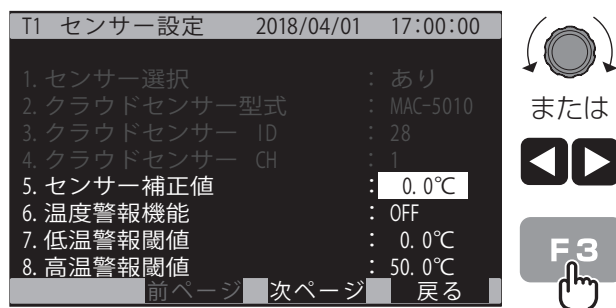 T1 センサー設定 2018/04/01 17:00:00
1. センサー選択 : あり
2. クラウドセンサー型式 : MAC-5010
3. クラウドセンサー ID : 28
4. クラウドセンサー CH : 1
5. センサー補正値 : 0. 0℃
6. 温度警報機能 : OFF
7. 低温警報閾値 : 0. 0℃
8. 高温警報閾値 : 50. 0℃
前ページ 次ページ 戻る
または
F3